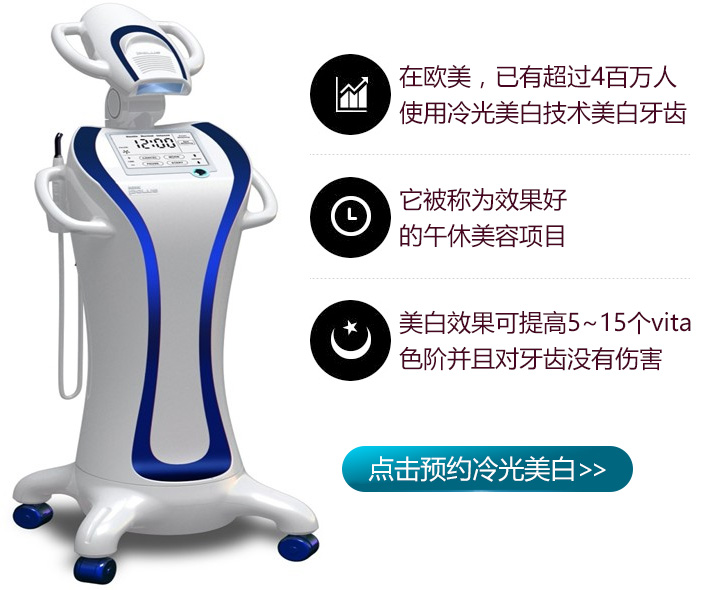 12:00
在欧美，已有超过4百万人
使用冷光美白技术美白牙齿
它被称为效果好
的午休美容项目
美白效果可提高5~15个vita
色阶并且对牙齿没有伤害
点击预约冷光美白>>